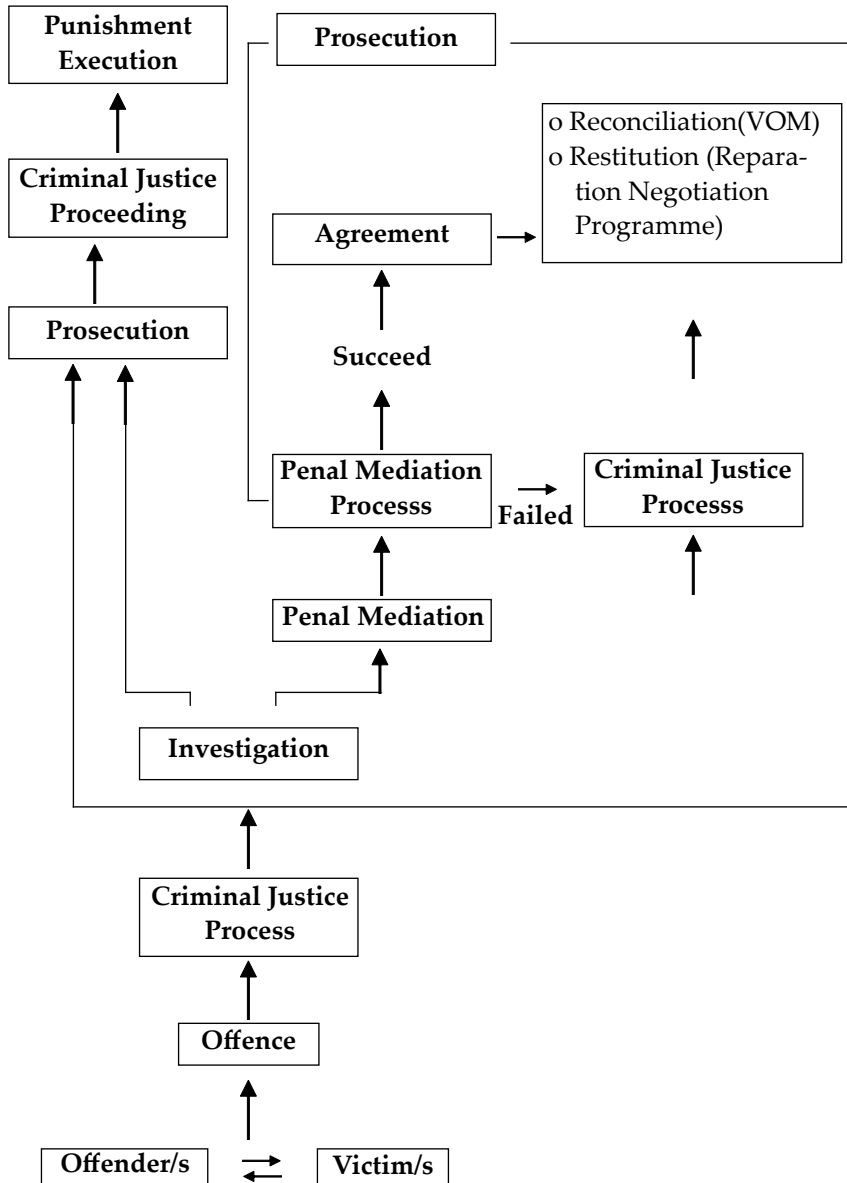 Punishment
Execution
Prosecution
o Reconciliation(VOM)
o Restitution (Repara-
tion Negotiation
Programme)
Criminal Justice
Proceeding
Agreement
Prosecution
Succeed
Penal Mediation
Processs
Failed
Criminal Justice
Processs
Penal Mediation
Investigation
Criminal Justice
Process
Offence
Offender/s
Victim/s